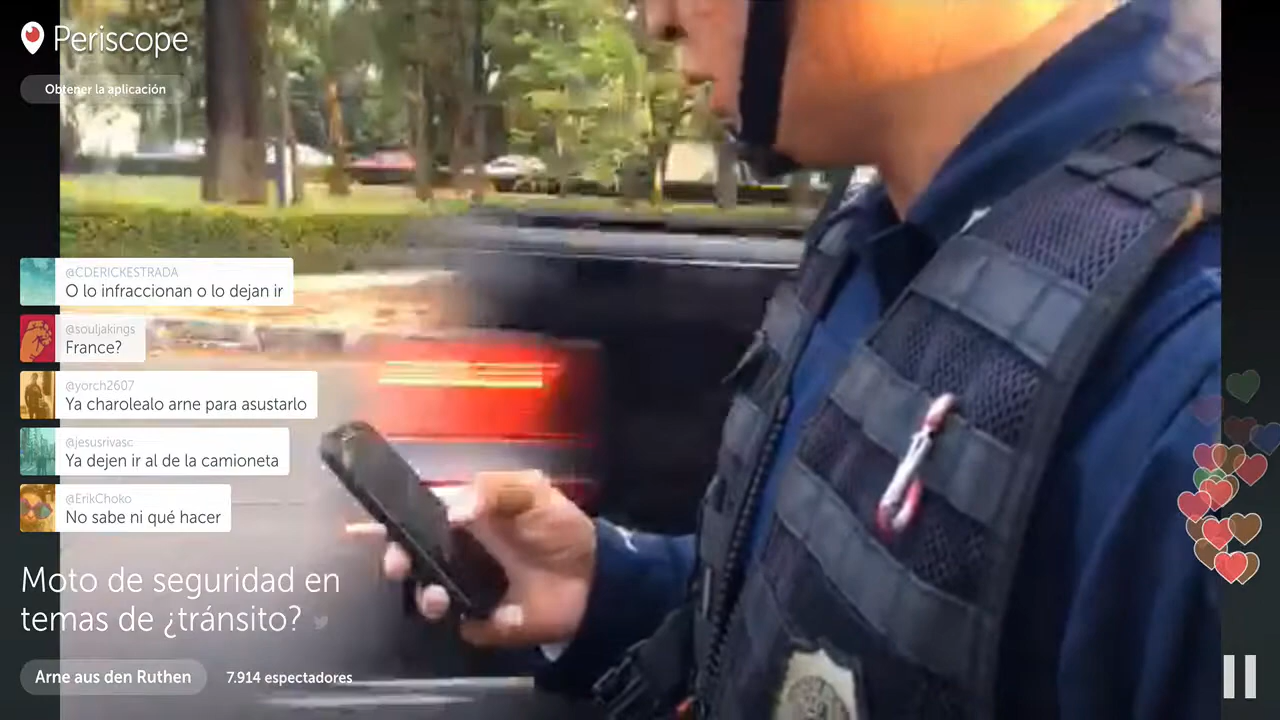 Periscope
Obtener la aplicación
@CDERICKESTRADA
O lo infraccionan o lo dejan ir
@souljakings
France?
@yorch2607
Ya charolealo arne para asustarlo
@jesusrivasc
Ya dejen ir al de la camioneta
@ErikChoko
No sabe ni qué hacer
Moto de seguridad en
temas de ¿tránsito?
Arne aus den Ruthen
7.914 espectadores